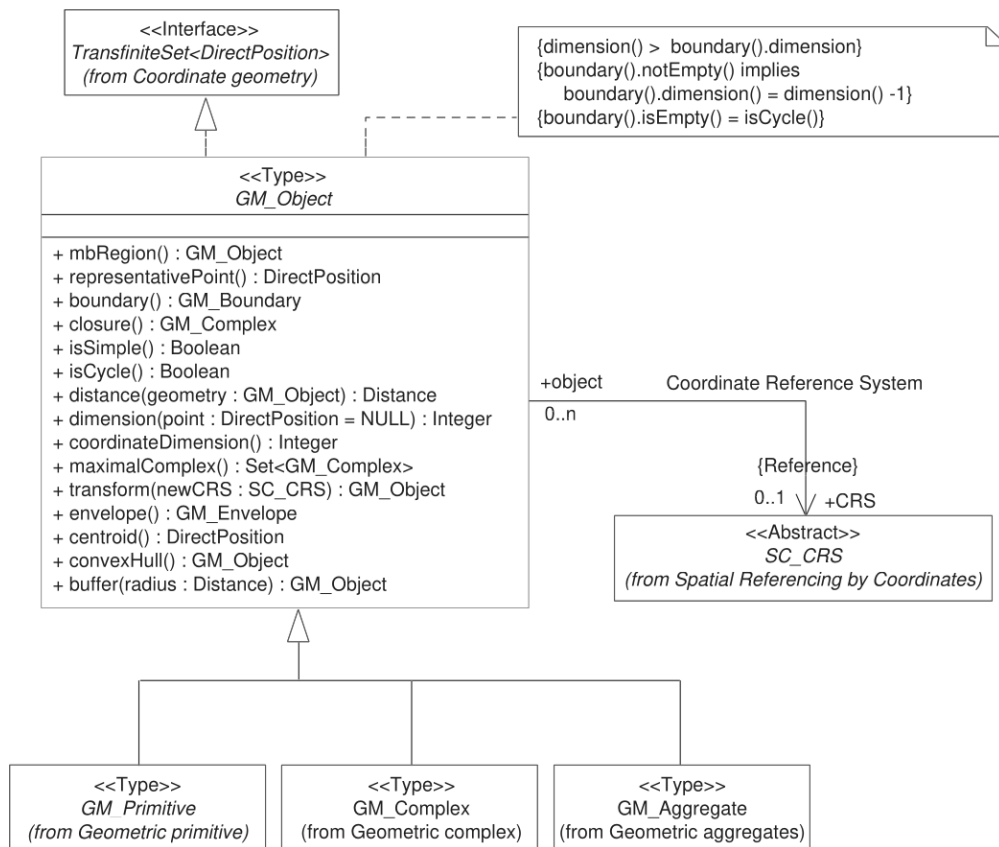 <<Interface>>
TransfiniteSet<DirectPosition>
(from Coordinate geometry)
{dimension() > boundary().dimension}
{boundary().notEmpty() implies
boundary().dimension() = dimension() -1}
{boundary().isEmpty() = isCycle()}
<<Type>>
GM_Object
+ mbRegion() : GM_Object
+ representativePoint() : DirectPosition
+ boundary() : GM_Boundary
+ closure() : GM_Complex
+ isSimple() : Boolean
+ isCycle() : Boolean
+ distance(geometry : GM_Object) : Distance
+ dimension(point : DirectPosition = NULL) : Integer
+ coordinateDimension() : Integer
+ maximalComplex() : Set<GM_Complex>
+ transform(newCRS : SC_CRS) : GM_Object
+ envelope() : GM_Envelope
+ centroid() : DirectPosition
+ convexHull() : GM_Object
+ buffer(radius : Distance) : GM_Object
+object
0..n
Coordinate Reference System
{Reference}
0..1
+CRS
<<Abstract>>
SC_CRS
(from Spatial Referencing by Coordinates)
<<Type>>
GM_Primitive
(from Geometric primitive)
<<Type>>
GM_Complex
(from Geometric complex)
<<Type>>
GM_Aggregate
(from Geometric aggregates)